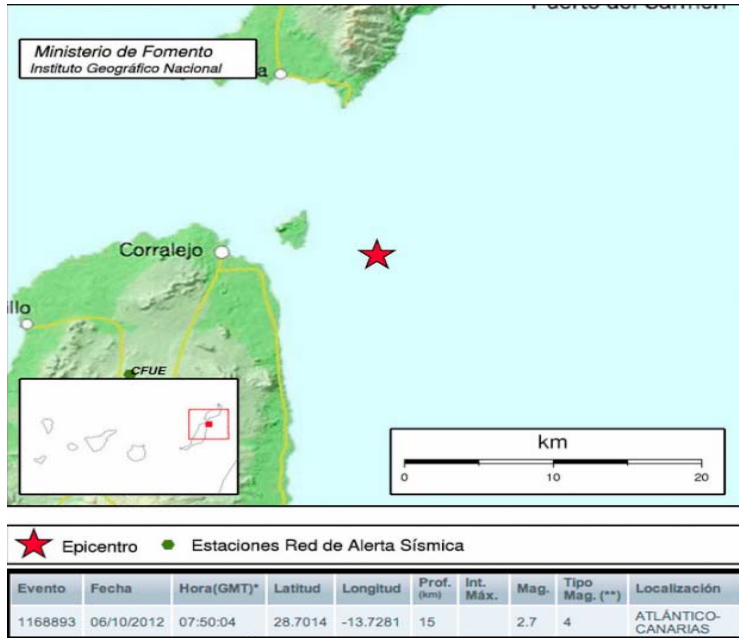 Ministerio de Fomento
Instituto Geográfico Nacional
Corralejo
illo
CFUE
km
0 10 20
Epicentro Estaciones Red de Alerta Sísmica
Evento Fecha Hora(GMT)* Latitud Longitud Prof. (km) Int. Máx. Mag. Tipo Mag. (**) Localización
1168893 06/10/2012 07:50:04 28.7014 -13.7281 15 2.7 4 ATLÁNTICO-CANARIAS